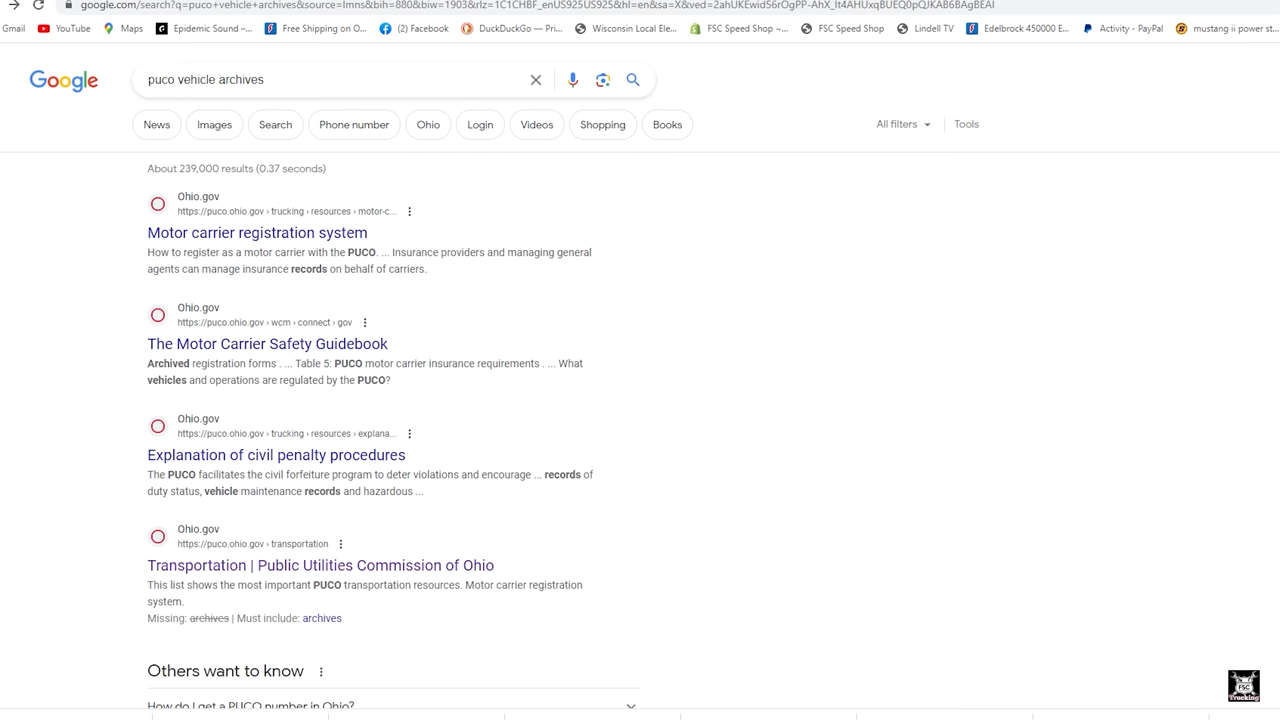 google.com/search?q=puco+vehicle+archives&source=lmns&bih=880&biw=1903&rlz=1C1CHBF_enUS925US925&hl=en&sa=X&ved=2ahUKEwid56rOgPP-AhX_It4AHUxqBUEQ0pQJKAB6BAgBEAI
Gmail YouTube Maps Epidemic Sound –... Free Shipping on O... (2) Facebook DuckDuckGo — Pri... Wisconsin Local Ele... FSC Speed Shop ~... FSC Speed Shop Lindell TV Edelbrock 450000 E... Activity - PayPal mustang ii power st...
Google puco vehicle archives
News Images Search Phone number Ohio Login Videos Shopping Books All filters Tools
About 239,000 results (0.37 seconds)
Ohio.gov
https://puco.ohio.gov › trucking › resources › motor-c...
Motor carrier registration system
How to register as a motor carrier with the PUCO. ... Insurance providers and managing general
agents can manage insurance records on behalf of carriers.
Ohio.gov
https://puco.ohio.gov › wcm › connect › gov
The Motor Carrier Safety Guidebook
Archived registration forms . ... Table 5: PUCO motor carrier insurance requirements . ... What
vehicles and operations are regulated by the PUCO?
Ohio.gov
https://puco.ohio.gov › trucking › resources › explana...
Explanation of civil penalty procedures
The PUCO facilitates the civil forfeiture program to deter violations and encourage ... records of
duty status, vehicle maintenance records and hazardous ...
Ohio.gov
https://puco.ohio.gov › transportation
Transportation | Public Utilities Commission of Ohio
This list shows the most important PUCO transportation resources. Motor carrier registration
system.
Missing: archives | Must include: archives
Others want to know
How do I get a PUCO number in Ohio?
FSC
Trucking